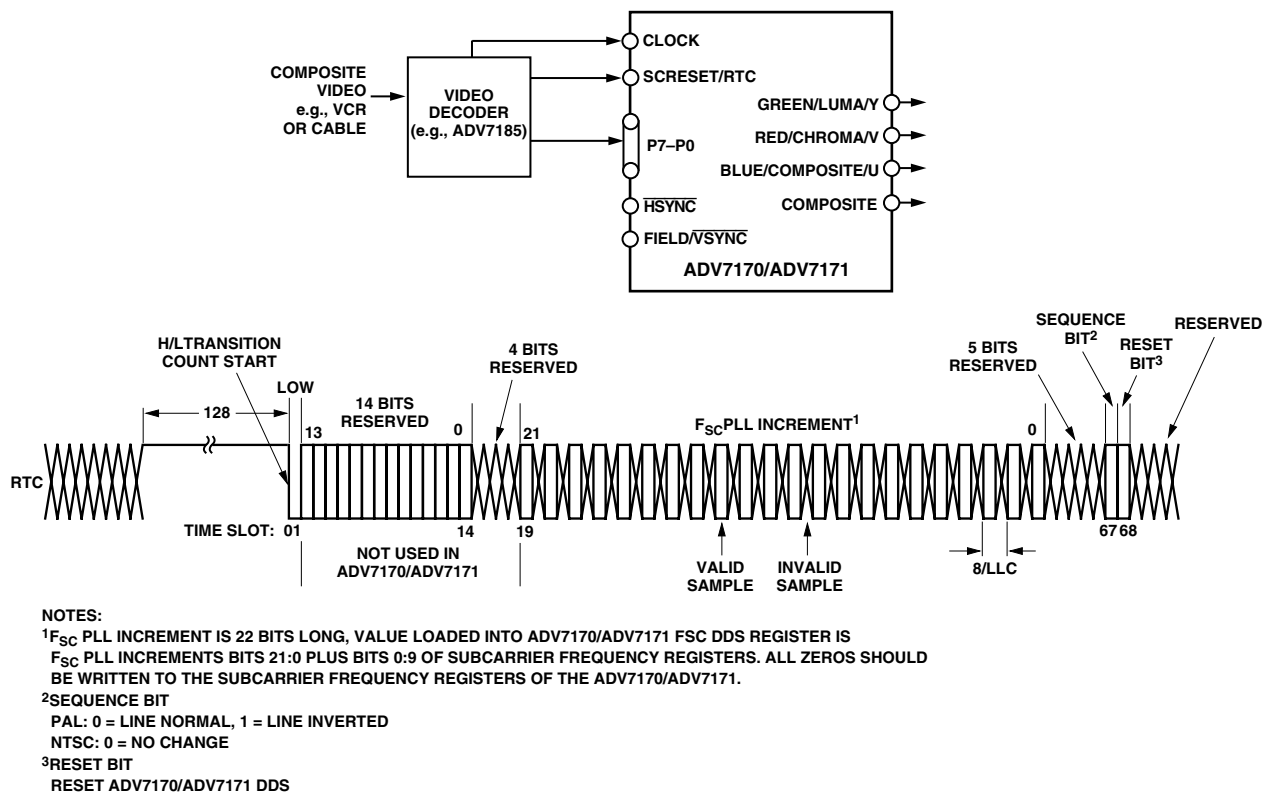 CLOCK
COMPOSITE
VIDEO
e.g., VCR
OR CABLE
VIDEO
DECODER
(e.g., ADV7185)
SCRESET/RTC
P7–P0
HSYNC
FIELD/VSYNC
GREEN/LUMA/Y
RED/CHROMA/V
BLUE/COMPOSITE/U
COMPOSITE
ADV7170/ADV7171
H/LTRANSITION
COUNT START
LOW
128
13
14 BITS
RESERVED
0
4 BITS
RESERVED
21
FSCPLL INCREMENT1
0
5 BITS
RESERVED
SEQUENCE
BIT2
RESET
BIT3
RESERVED
RTC
TIME SLOT: 01
14
19
67 68
NOT USED IN
ADV7170/ADV7171
VALID
SAMPLE
INVALID
SAMPLE
8/LLC
NOTES:
1FSC PLL INCREMENT IS 22 BITS LONG, VALUE LOADED INTO ADV7170/ADV7171 FSC DDS REGISTER IS
FSC PLL INCREMENTS BITS 21:0 PLUS BITS 0:9 OF SUBCARRIER FREQUENCY REGISTERS. ALL ZEROS SHOULD
BE WRITTEN TO THE SUBCARRIER FREQUENCY REGISTERS OF THE ADV7170/ADV7171.
2SEQUENCE BIT
PAL: 0 = LINE NORMAL, 1 = LINE INVERTED
NTSC: 0 = NO CHANGE
3RESET BIT
RESET ADV7170/ADV7171 DDS